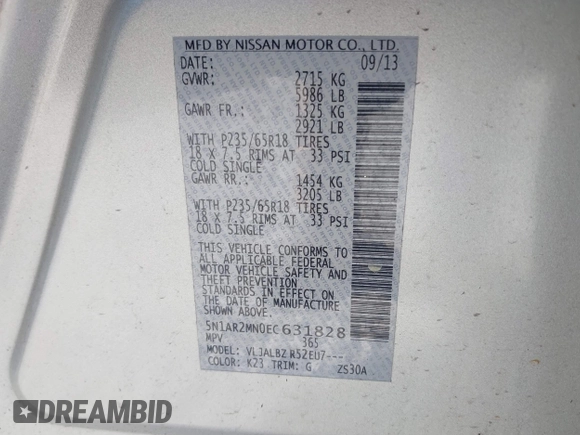 MFD BY NISSAN MOTOR CO., LTD.
DATE: 09/13
GVWR: 2715 KG
5986 LB
GAWR FR.: 1325 KG
2921 LB
WITH P235/65R18 TIRES
18 X 7.5 RIMS AT 33 PSI
COLD SINGLE
GAWR RR.: 1454 KG
3205 LB
WITH P235/65R18 TIRES
18 X 7.5 RIMS AT 33 PSI
COLD SINGLE
THIS VEHICLE CONFORMS TO
ALL APPLICABLE FEDERAL
MOTOR VEHICLE SAFETY AND
THEFT PREVENTION
STANDARDS IN EFFECT ON
THE DATE OF MANUFACTURE
SHOWN ABOVE.
5N1AR2MN0EC631828
MPV 365
MODEL: VLJALBZ R52EU7---
COLOR: K23 TRIM: G ZS30A
DREAMBID